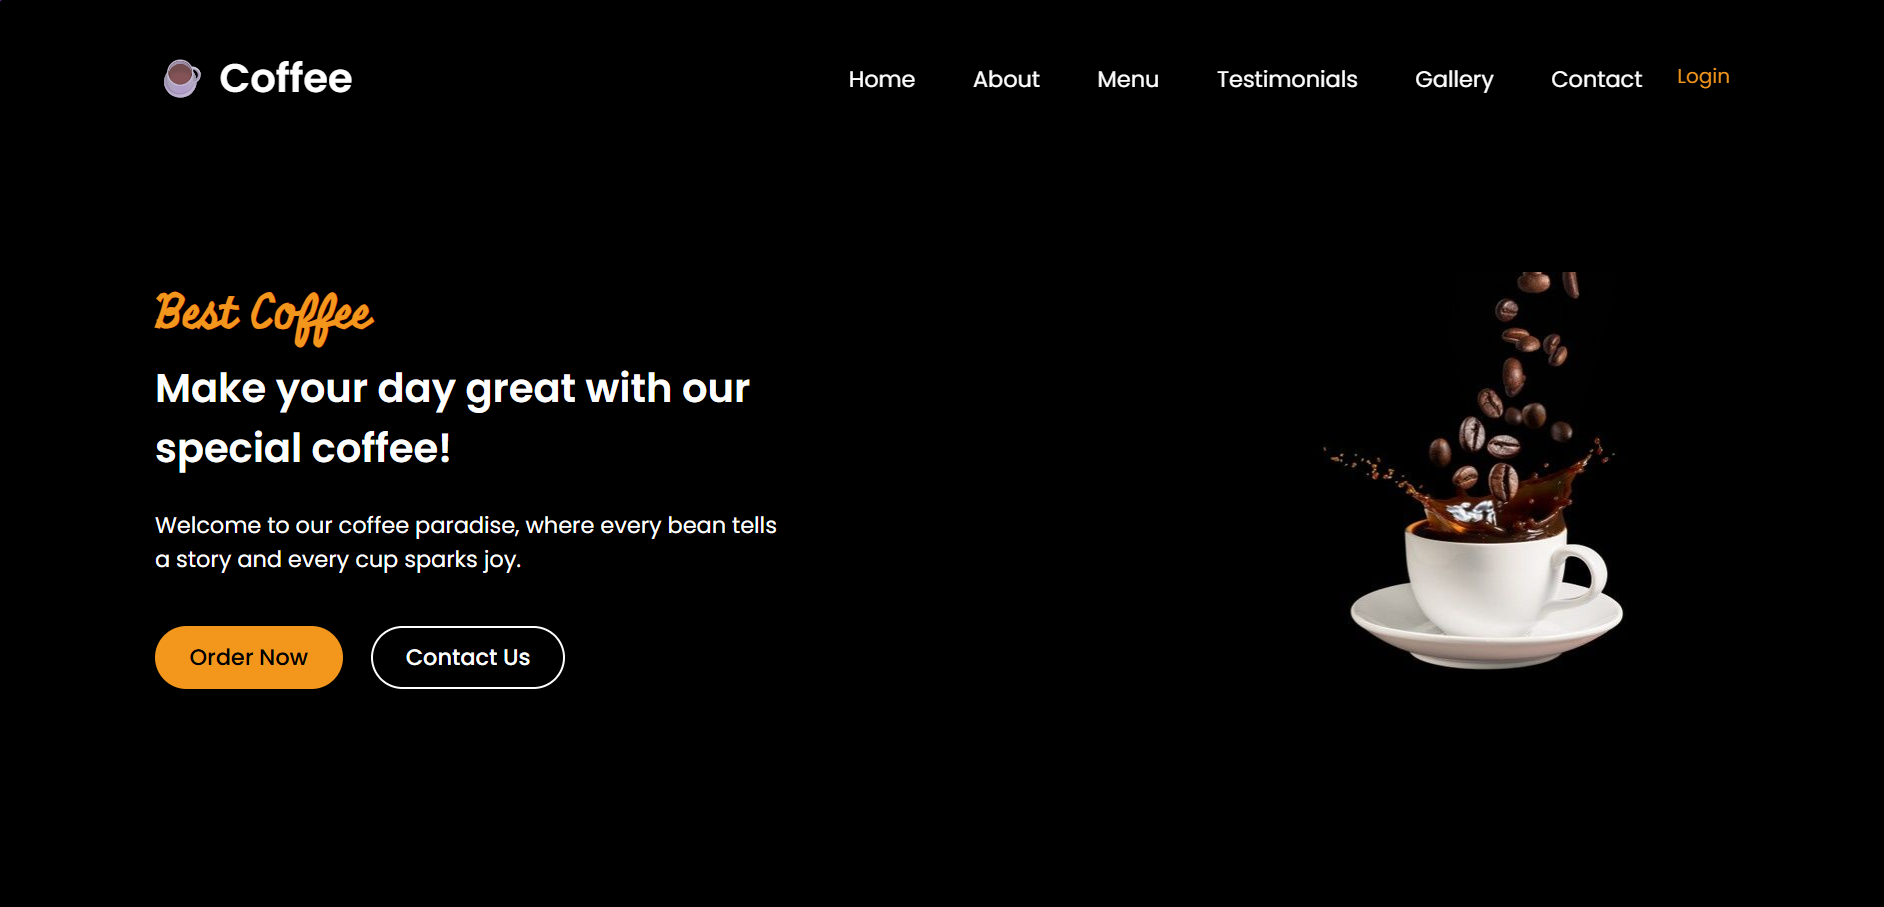 Coffee
Home About Menu Testimonials Gallery Contact Login
Best Coffee
Make your day great with our
special coffee!
Welcome to our coffee paradise, where every bean tells
a story and every cup sparks joy.
Order Now Contact Us